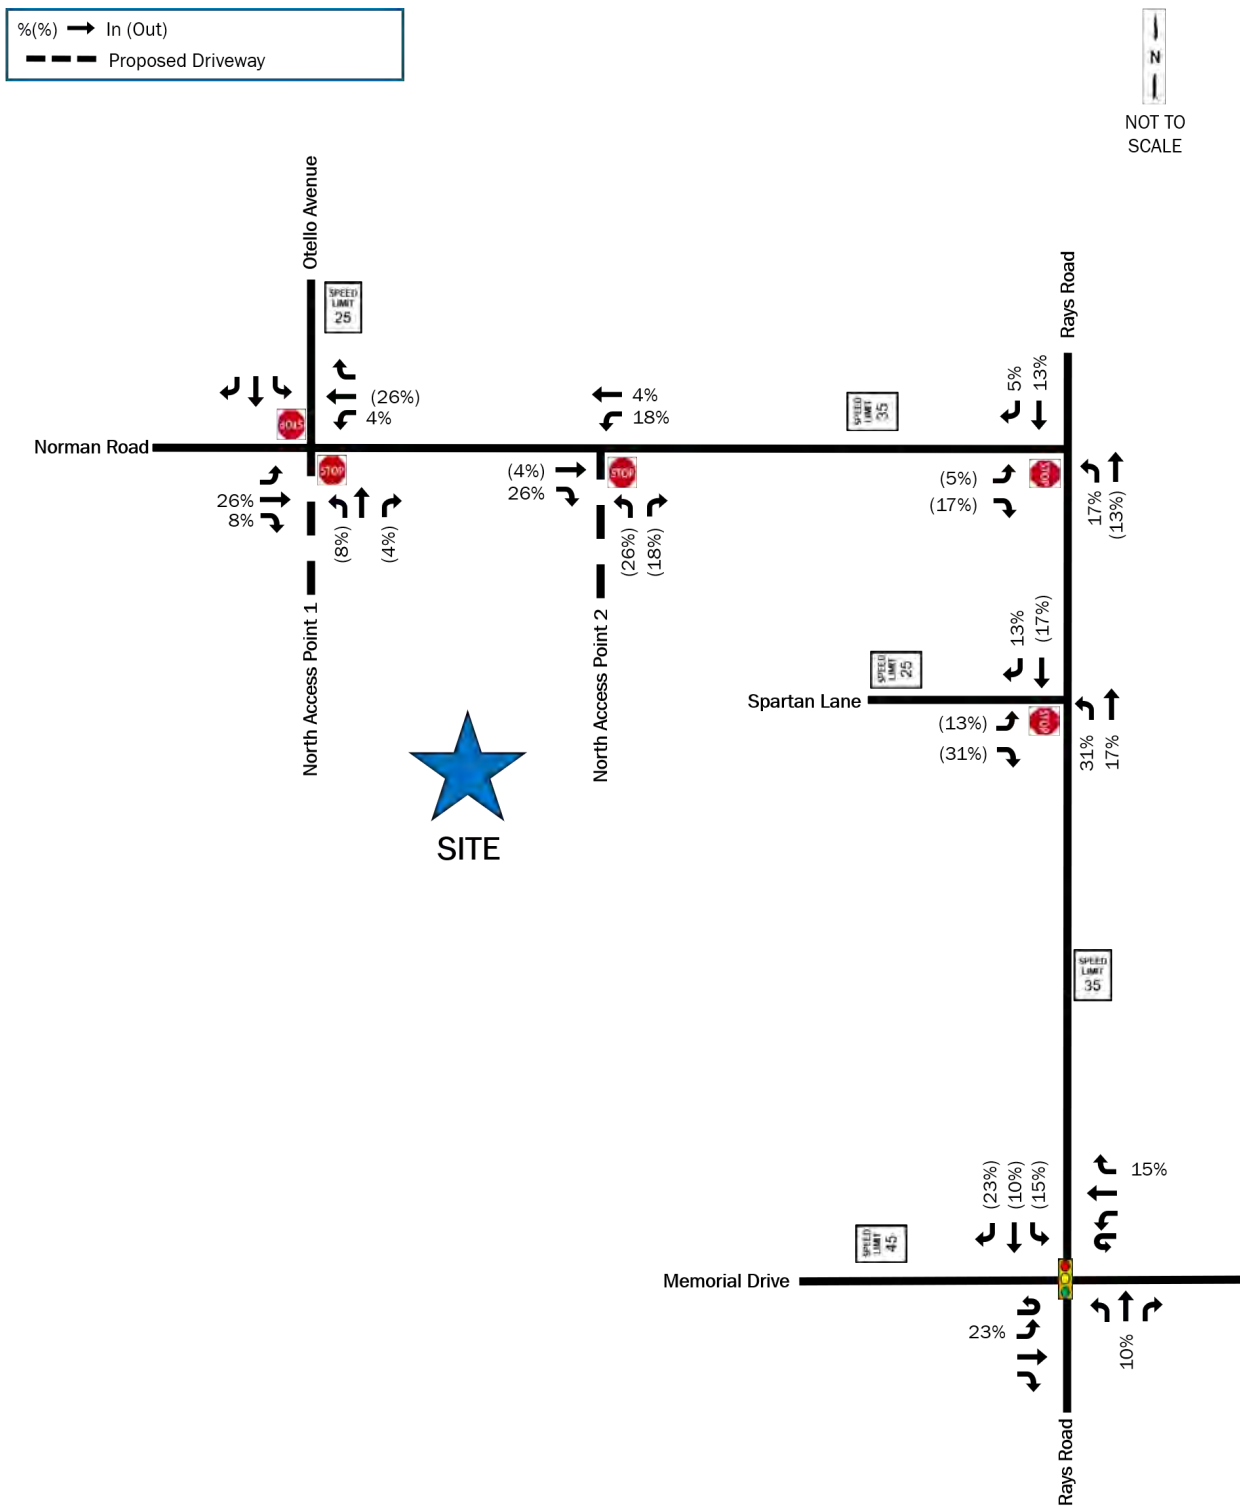 %(%) In (Out)
Proposed Driveway
N
NOT TO
SCALE
Otello Avenue
SPEED
LIMIT
25
Rays Road
(26%)
4%
4%
18%
SPEED
LIMIT
35
5%
13%
STOP
Norman Road
STOP
26%
8%
(8%)
(4%)
(4%)
26%
STOP
(26%)
(18%)
(5%)
(17%)
STOP
17%
(13%)
North Access Point 1
North Access Point 2
13%
(17%)
SPEED
LIMIT
25
Spartan Lane
(13%)
(31%)
STOP
31%
17%
SITE
SPEED
LIMIT
35
(23%)
(10%)
(15%)
15%
SPEED
LIMIT
45
Memorial Drive
23%
10%
Rays Road